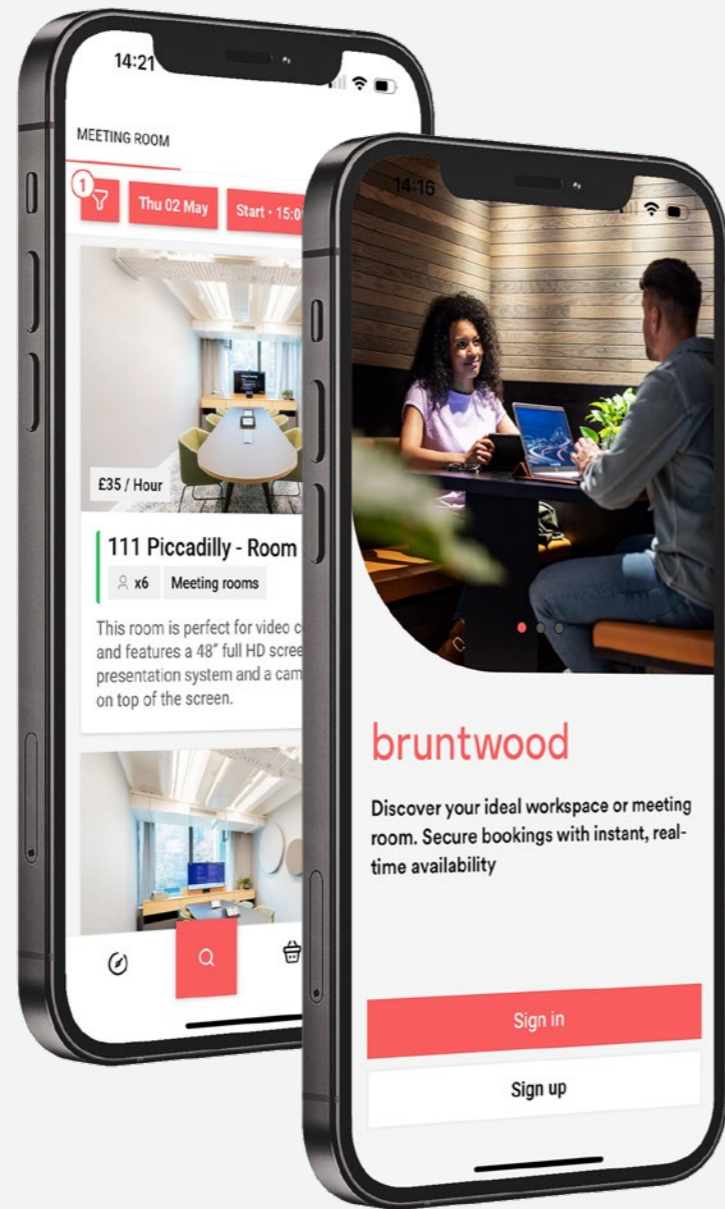 14:21
MEETING ROOM
1
Thu 02 May
Start • 15:0
£35 / Hour
111 Piccadilly - Room
x6
Meeting rooms
This room is perfect for video c
and features a 48" full HD scree
presentation system and a cam
on top of the screen.
14:16
bruntwood
Discover your ideal workspace or meeting
room. Secure bookings with instant, real-
time availability
Sign in
Sign up